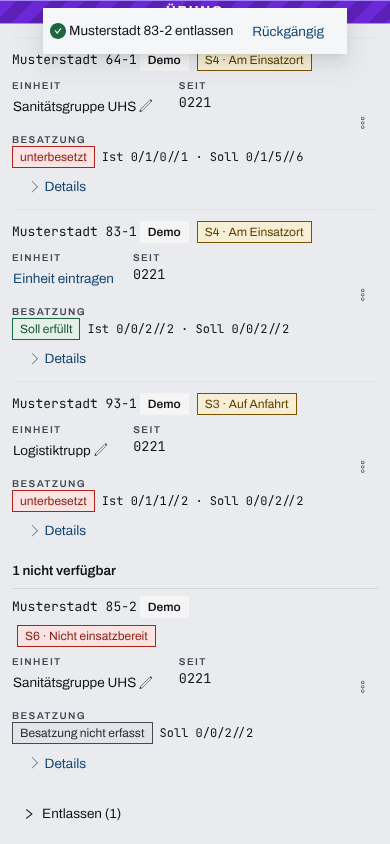 ÜBUNG
Musterstadt 83-2 entlassen Rückgängig
Musterstadt 64-1 Demo S4 · Am Einsatzort
EINHEIT SEIT
Sanitätsgruppe UHS 0221
BESATZUNG
unterbesetzt Ist 0/1/0//1 · Soll 0/1/5//6
Details
Musterstadt 83-1 Demo S4 · Am Einsatzort
EINHEIT SEIT
Einheit eintragen 0221
BESATZUNG
Soll erfüllt Ist 0/0/2//2 · Soll 0/0/2//2
Details
Musterstadt 93-1 Demo S3 · Auf Anfahrt
EINHEIT SEIT
Logistiktrupp 0221
BESATZUNG
unterbesetzt Ist 0/1/1//2 · Soll 0/0/2//2
Details
1 nicht verfügbar
Musterstadt 85-2 Demo
S6 · Nicht einsatzbereit
EINHEIT SEIT
Sanitätsgruppe UHS 0221
BESATZUNG
Besatzung nicht erfasst Soll 0/0/2//2
Details
Entlassen (1)